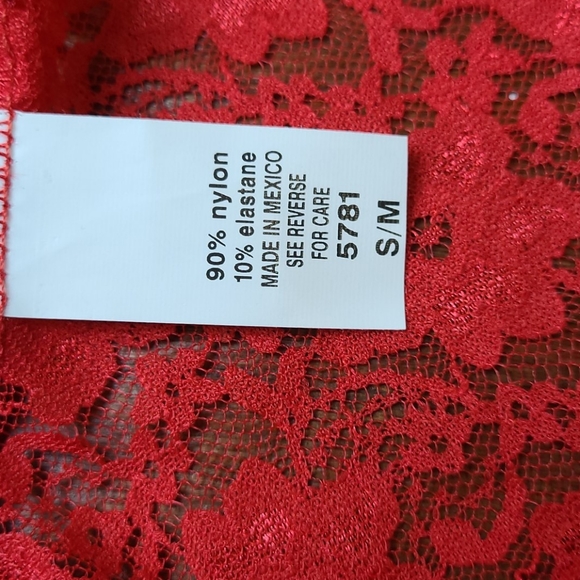 90% nylon
10% elastane
MADE IN MEXICO
SEE REVERSE
FOR CARE
5781
S/M